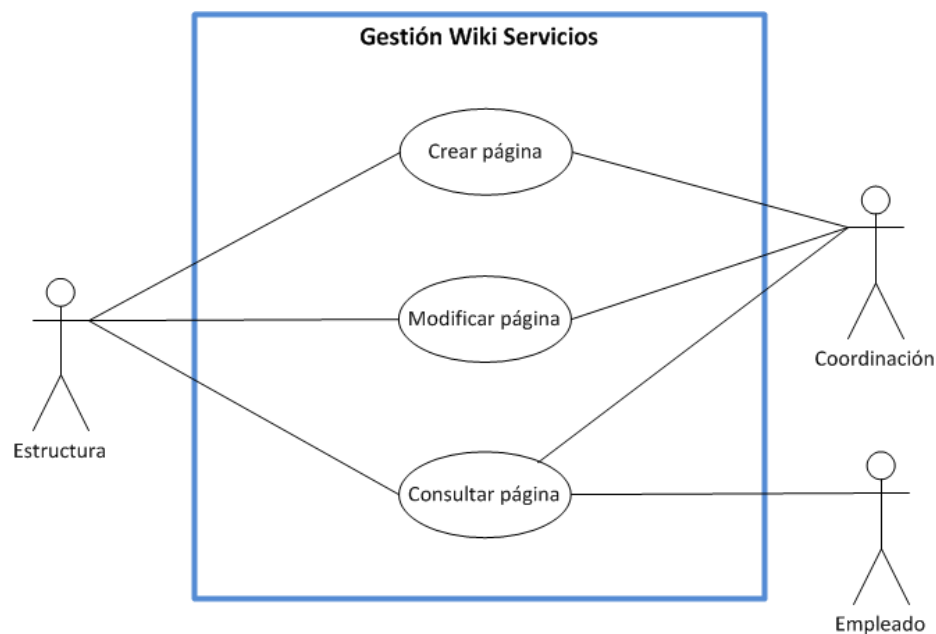 Gestión Wiki Servicios
Crear página
Modificar página
Coordinación
Estructura
Consultar página
Empleado